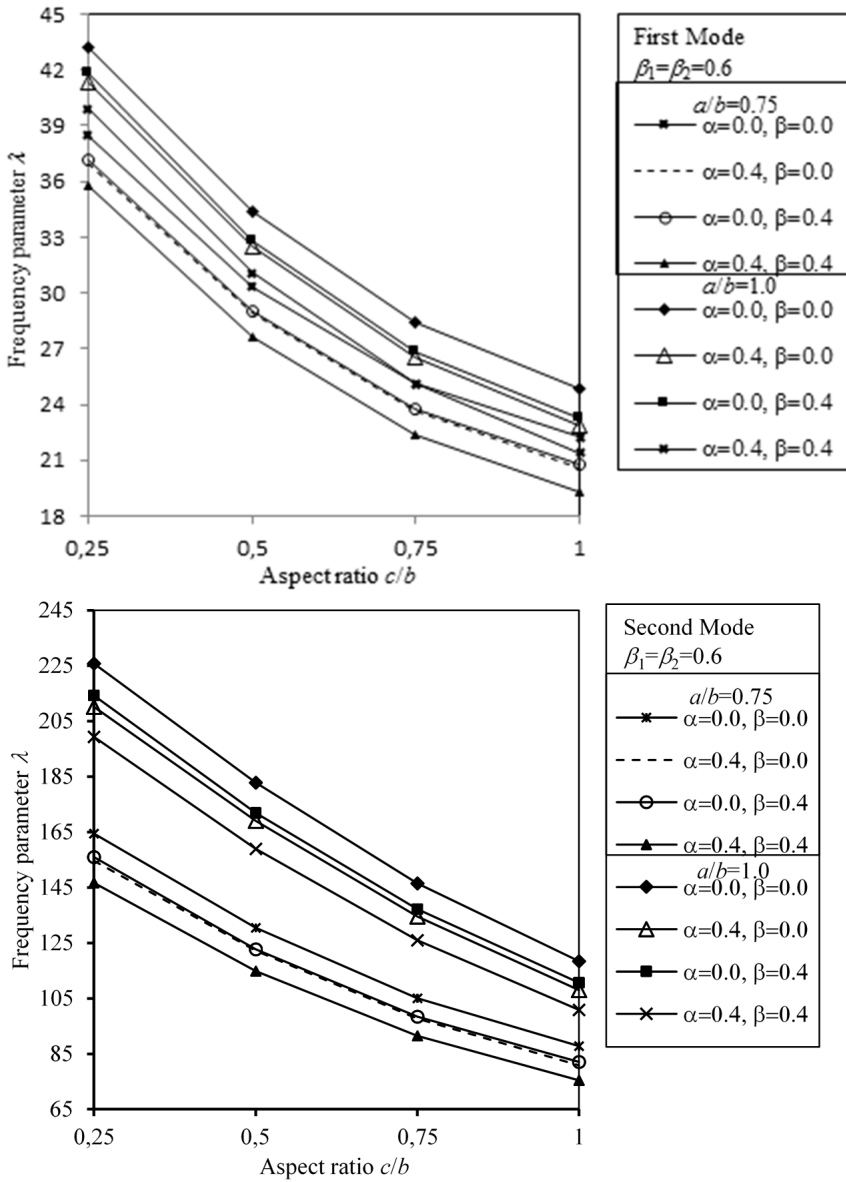 45
42
39
36
33
30
27
24
21
18
Frequency parameter λ
0,25 0,5 0,75 1
Aspect ratio c/b
First Mode
β₁=β₂=0.6
a/b=0.75
α=0.0, β=0.0
α=0.4, β=0.0
α=0.0, β=0.4
α=0.4, β=0.4
a/b=1.0
α=0.0, β=0.0
α=0.4, β=0.0
α=0.0, β=0.4
α=0.4, β=0.4
245
225
205
185
165
145
125
105
85
65
Frequency parameter λ
0,25 0,5 0,75 1
Aspect ratio c/b
Second Mode
β₁=β₂=0.6
a/b=0.75
α=0.0, β=0.0
α=0.4, β=0.0
α=0.0, β=0.4
α=0.4, β=0.4
a/b=1.0
α=0.0, β=0.0
α=0.4, β=0.0
α=0.0, β=0.4
α=0.4, β=0.4